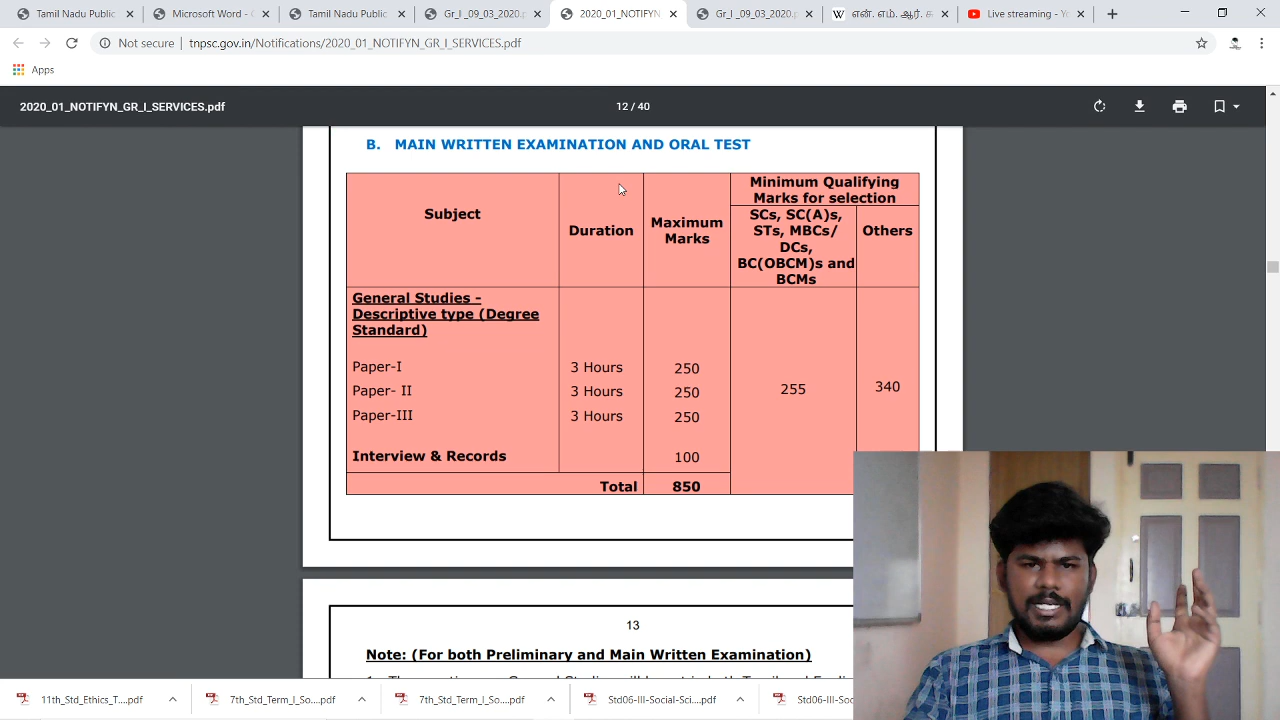 Tamil Nadu Public
Microsoft Word -
Tamil Nadu Public
Gr_I_09_03_2020.p
2020_01_NOTIFYN
Gr_I_09_03_2020.p
என். எம். ஆர்.
Live streaming - Yo
Not secure | tnpsc.gov.in/Notifications/2020_01_NOTIFYN_GR_I_SERVICES.pdf
Apps
2020_01_NOTIFYN_GR_I_SERVICES.pdf
12 / 40
B. MAIN WRITTEN EXAMINATION AND ORAL TEST
Subject
Duration
Maximum
Marks
Minimum Qualifying
Marks for selection
SCs, SC(A)s,
STs, MBCs/
DCs,
BC(OBCM)s and
BCMs
Others
General Studies -
Descriptive type (Degree
Standard)
Paper-I 3 Hours 250
Paper- II 3 Hours 250
Paper-III 3 Hours 250
255
340
Interview & Records 100
Total 850
13
Note: (For both Preliminary and Main Written Examination)
11th_Std_Ethics_T....pdf
7th_Std_Term_I_So....pdf
7th_Std_Term_I_So....pdf
Std06-III-Social-Sci....pdf
Std06-III-Soc